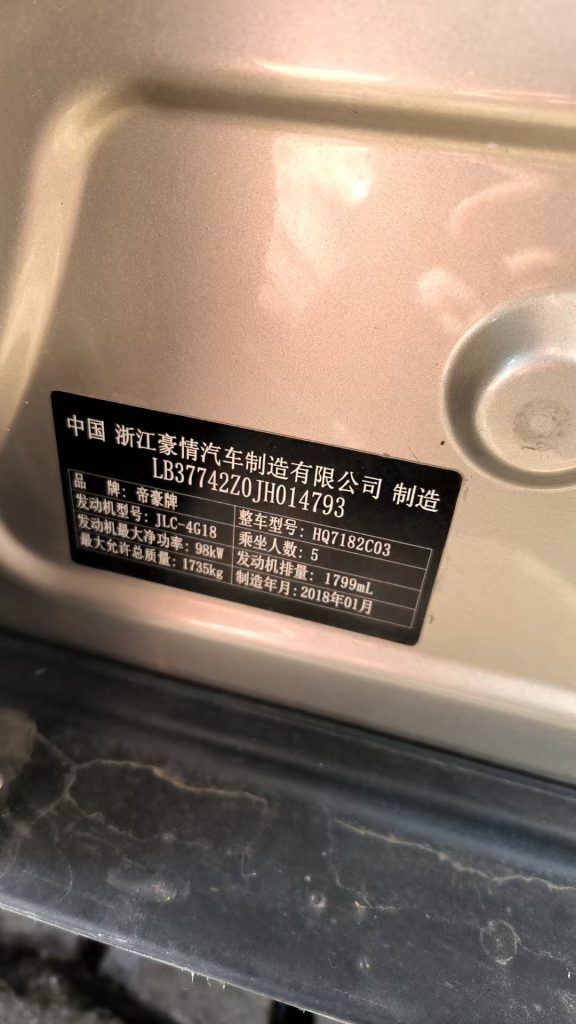 中国 浙江豪情汽车制造有限公司 制造
LB37742Z0JH014793
品 牌: 帝豪牌 整车型号: HQ7182C03
发动机型号: JLC-4G18 乘坐人数: 5
发动机最大净功率: 98kW 发动机排量: 1799mL
最大允许总质量: 1735kg 制造年月: 2018年01月